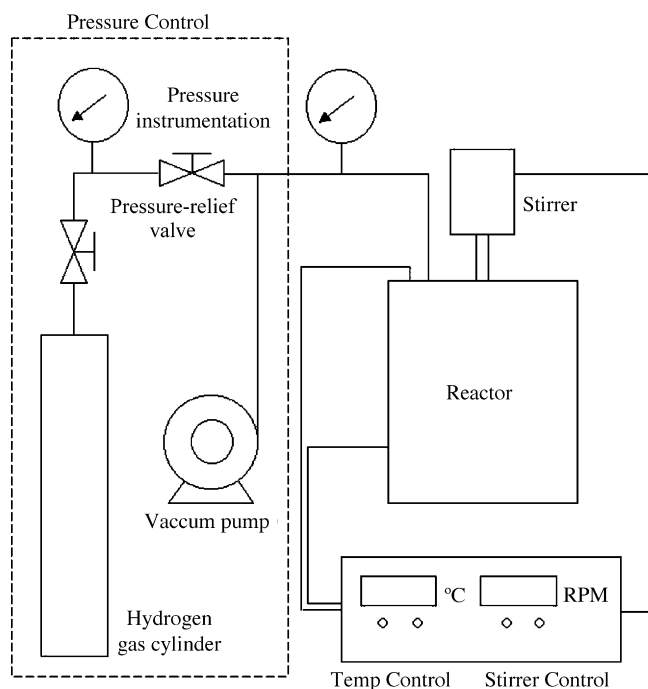 Pressure Control
Pressure
instrumentation
Pressure-relief
valve
Stirrer
Reactor
Vaccum pump
Hydrogen
gas cylinder
ºC
RPM
Temp Control
Stirrer Control